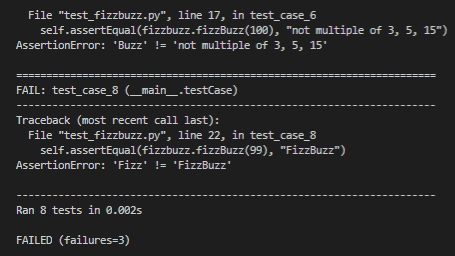 File "test_fizzbuzz.py", line 17, in test_case_6
self.assertEqual(fizzbuzz.fizzBuzz(100), "not multiple of 3, 5, 15")
AssertionError: 'Buzz' != 'not multiple of 3, 5, 15'
======================================================================
FAIL: test_case_8 (__main__.testCase)
----------------------------------------------------------------------
Traceback (most recent call last):
File "test_fizzbuzz.py", line 22, in test_case_8
self.assertEqual(fizzbuzz.fizzBuzz(99), "FizzBuzz")
AssertionError: 'Fizz' != 'FizzBuzz'
----------------------------------------------------------------------
Ran 8 tests in 0.002s
FAILED (failures=3)